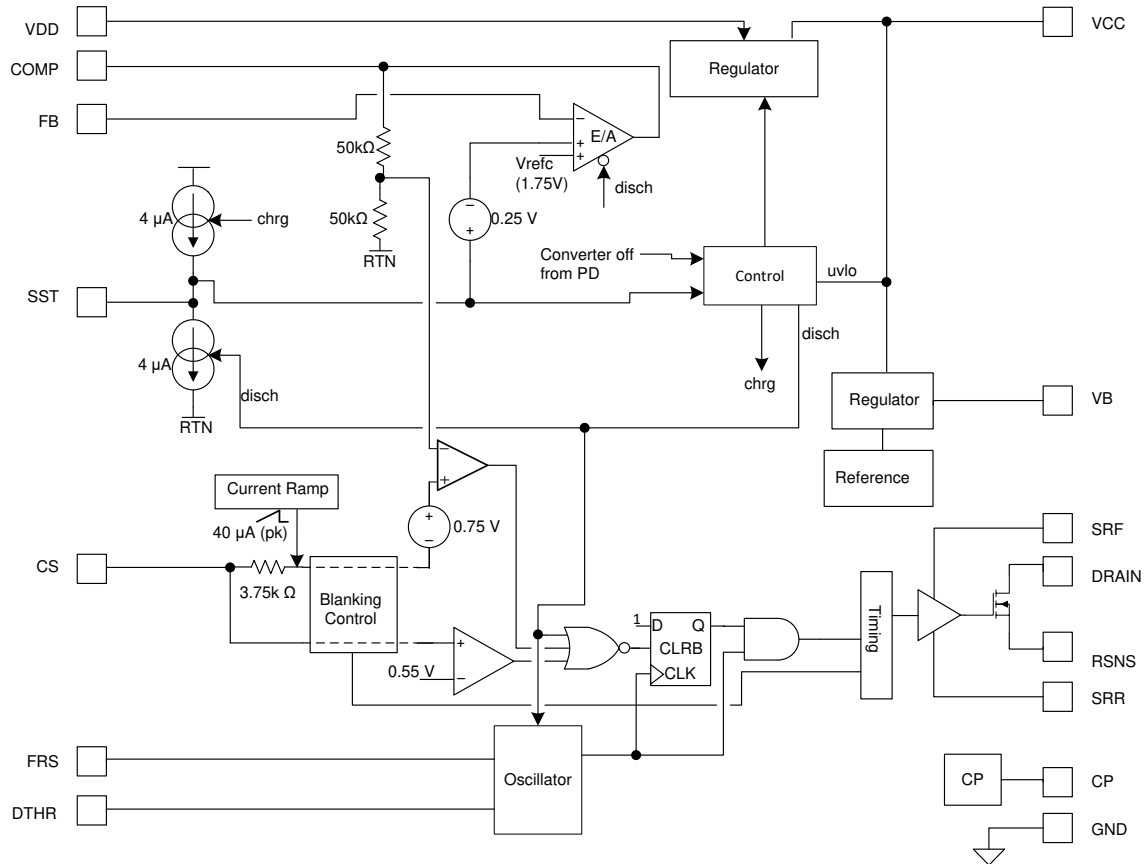 VDD
VCC
COMP
Regulator
FB
−
E/A
50kΩ
+
+
Vrefc
(1.75V)
disch
4 µA
chrg
50kΩ
−
+
0.25 V
RTN
Converter off
from PD
Control
uvlo
SST
disch
4 µA
chrg
disch
Regulator
VB
RTN
−
+
Reference
Current Ramp
40 µA (pk)
+
−
0.75 V
SRF
CS
DRAIN
3.75k Ω
Blanking
Control
Timing
1
D
Q
+
CLRB
0.55 V
−
CLK
RSNS
SRR
FRS
Oscillator
CP
CP
DTHR
GND